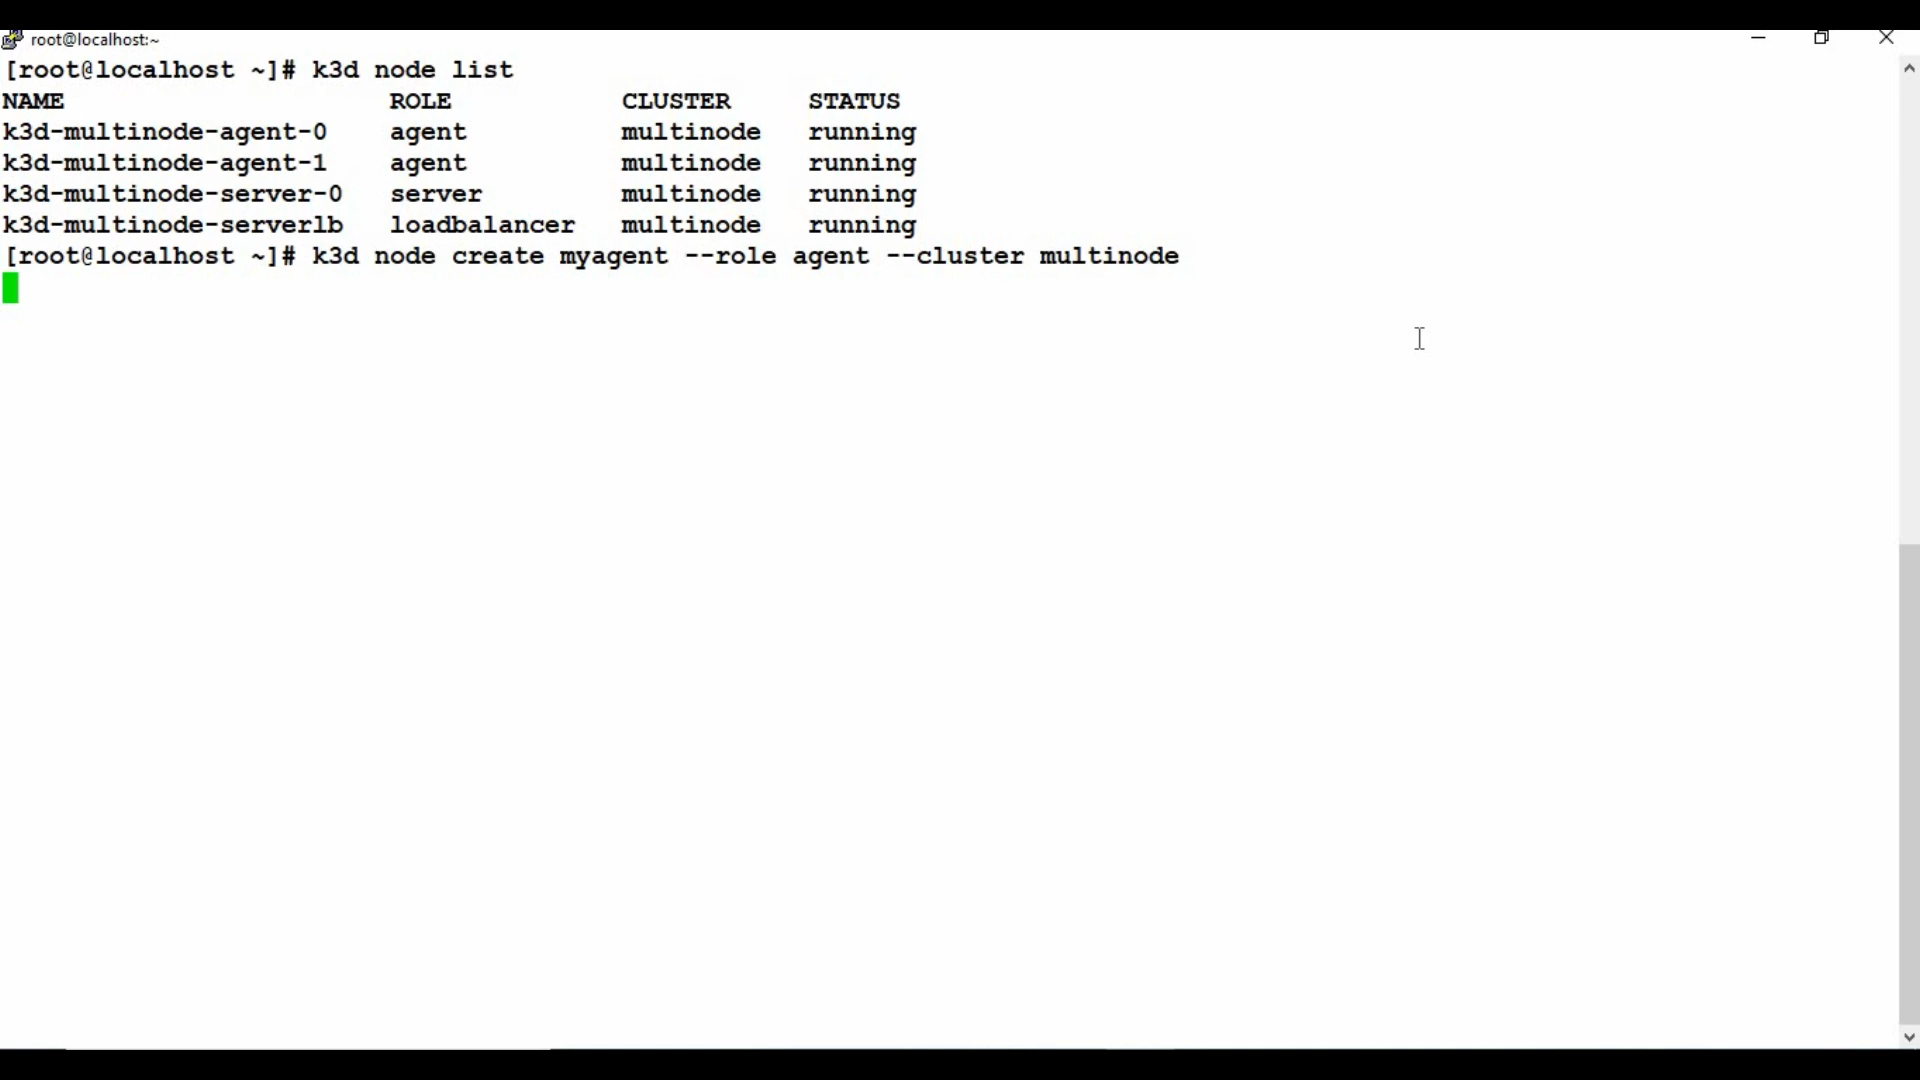 root@localhost:~
[root@localhost ~]# k3d node list
NAME                     ROLE           CLUSTER     STATUS
k3d-multinode-agent-0    agent          multinode   running
k3d-multinode-agent-1    agent          multinode   running
k3d-multinode-server-0   server         multinode   running
k3d-multinode-serverlb   loadbalancer   multinode   running
[root@localhost ~]# k3d node create myagent --role agent --cluster multinode